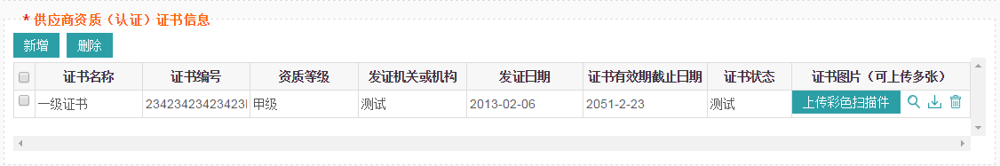 * 供应商资质（认证）证书信息
新增 删除
证书名称 证书编号 资质等级 发证机关或机构 发证日期 证书有效期截止日期 证书状态 证书图片（可上传多张）
一级证书 23423423423423 甲级 测试 2013-02-06 2051-2-23 测试 上传彩色扫描件